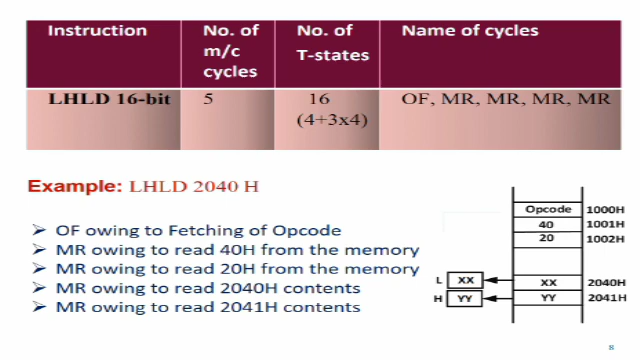 Instruction No. of m/c cycles No. of T-states Name of cycles
LHLD 16-bit 5 16 (4+3x4) OF, MR, MR, MR, MR
Example: LHLD 2040 H
OF owing to Fetching of Opcode
MR owing to read 40H from the memory
MR owing to read 20H from the memory
MR owing to read 2040H contents
MR owing to read 2041H contents
Opcode 1000H
40 1001H
20 1002H
L XX XX 2040H
H YY YY 2041H
8